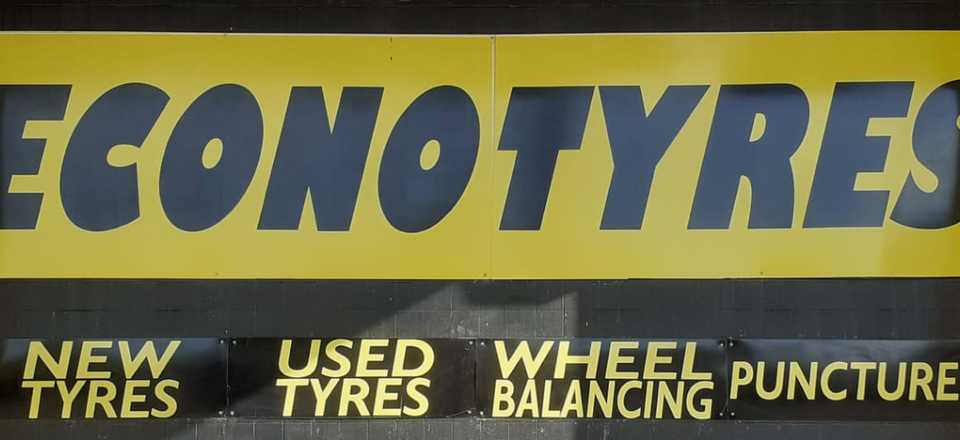 ECONOTYRES
NEW
TYRES
USED
TYRES
WHEEL
BALANCING
PUNCTURE